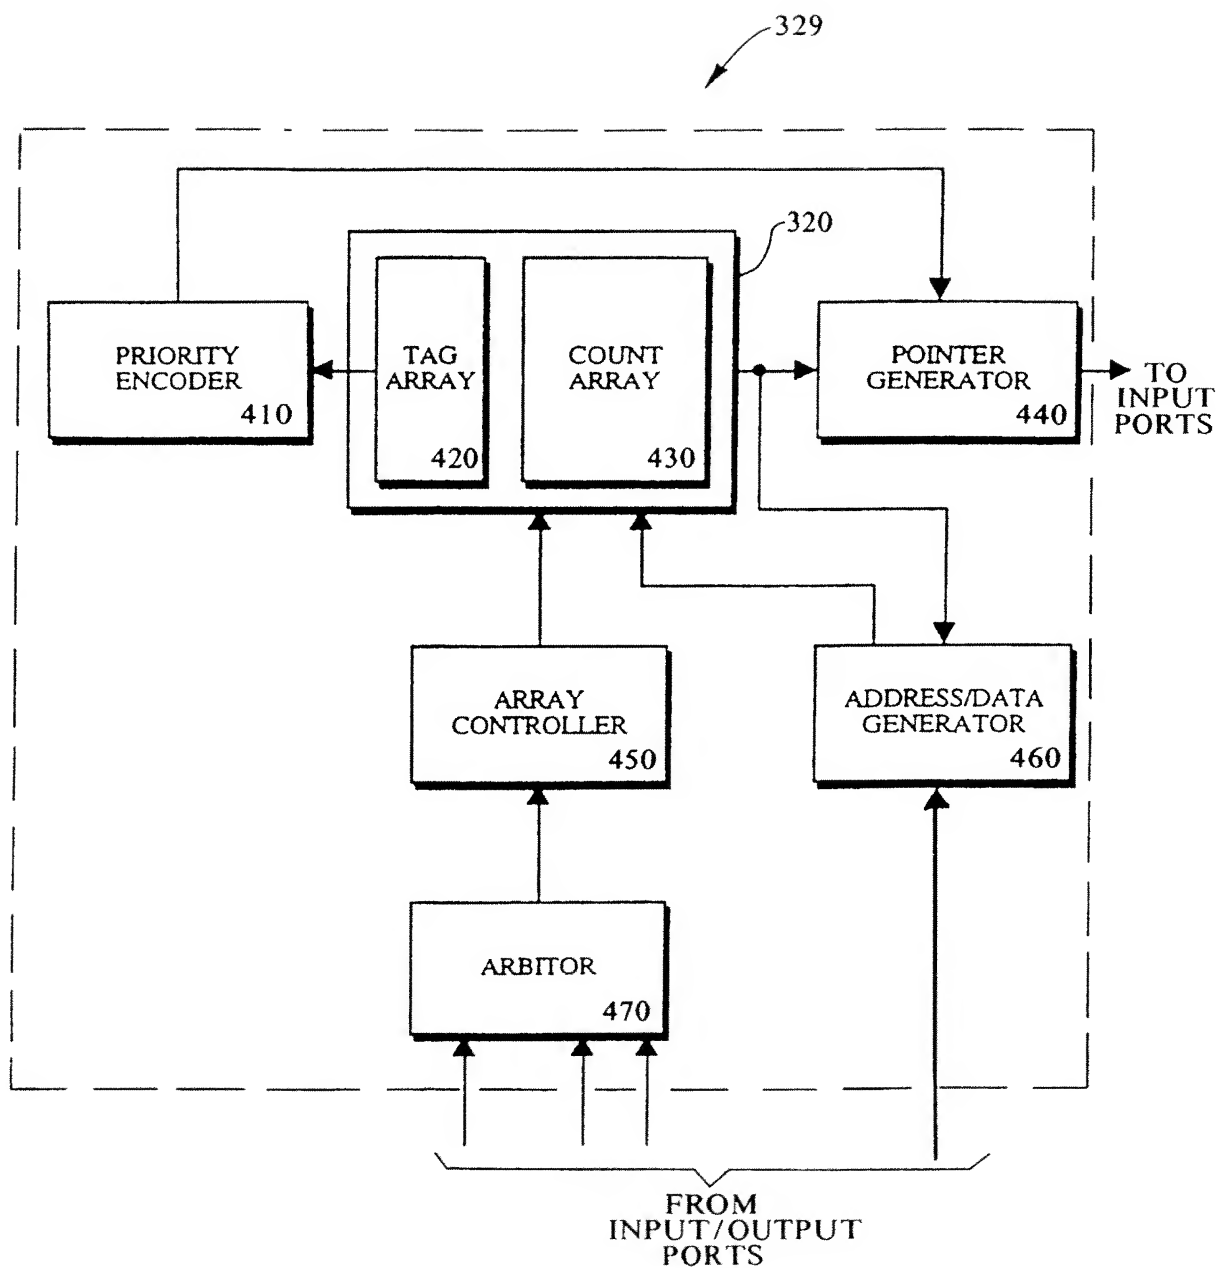 329
320
PRIORITY
ENCODER
410
TAG
ARRAY
420
COUNT
ARRAY
430
POINTER
GENERATOR
440
TO
INPUT
PORTS
ARRAY
CONTROLLER
450
ADDRESS/DATA
GENERATOR
460
ARBITOR
470
FROM
INPUT/OUTPUT
PORTS